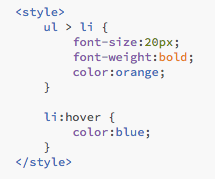 <style>
    ul > li {
        font-size:20px;
        font-weight:bold;
        color:orange;
    }

    li:hover {
        color:blue;
    }
</style>